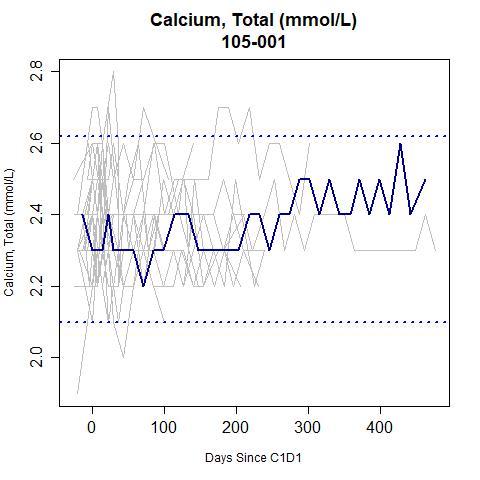 Calcium, Total (mmol/L)
105-001
Calcium, Total (mmol/L)
2.8
2.6
2.4
2.2
2.0
0 100 200 300 400
Days Since C1D1